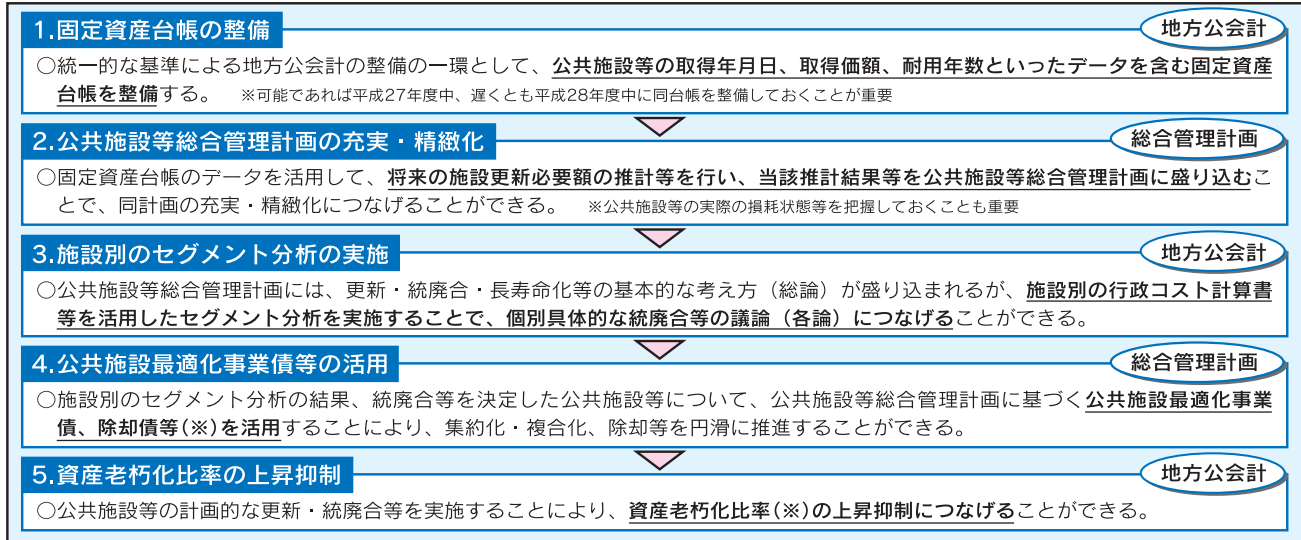 1.固定資産台帳の整備
地方公会計
○統一的な基準による地方公会計の整備の一環として、公共施設等の取得年月日、取得価額、耐用年数といったデータを含む固定資産
台帳を整備する。 ※可能であれば平成27年度中、遅くとも平成28年度中に同台帳を整備しておくことが重要
2.公共施設等総合管理計画の充実・精緻化
総合管理計画
○固定資産台帳のデータを活用して、将来の施設更新必要額の推計等を行い、当該推計結果等を公共施設等総合管理計画に盛り込むこ
とで、同計画の充実・精緻化につなげることができる。 ※公共施設等の実際の損耗状態等を把握しておくことも重要
3.施設別のセグメント分析の実施
地方公会計
○公共施設等総合管理計画には、更新・統廃合・長寿命化等の基本的な考え方（総論）が盛り込まれるが、施設別の行政コスト計算書
等を活用したセグメント分析を実施することで、個別具体的な統廃合等の議論（各論）につなげることができる。
4.公共施設最適化事業債等の活用
総合管理計画
○施設別のセグメント分析の結果、統廃合等を決定した公共施設等について、公共施設等総合管理計画に基づく公共施設最適化事業
債、除却債等(※)を活用することにより、集約化・複合化、除却等を円滑に推進することができる。
5.資産老朽化比率の上昇抑制
地方公会計
○公共施設等の計画的な更新・統廃合等を実施することにより、資産老朽化比率(※)の上昇抑制につなげることができる。